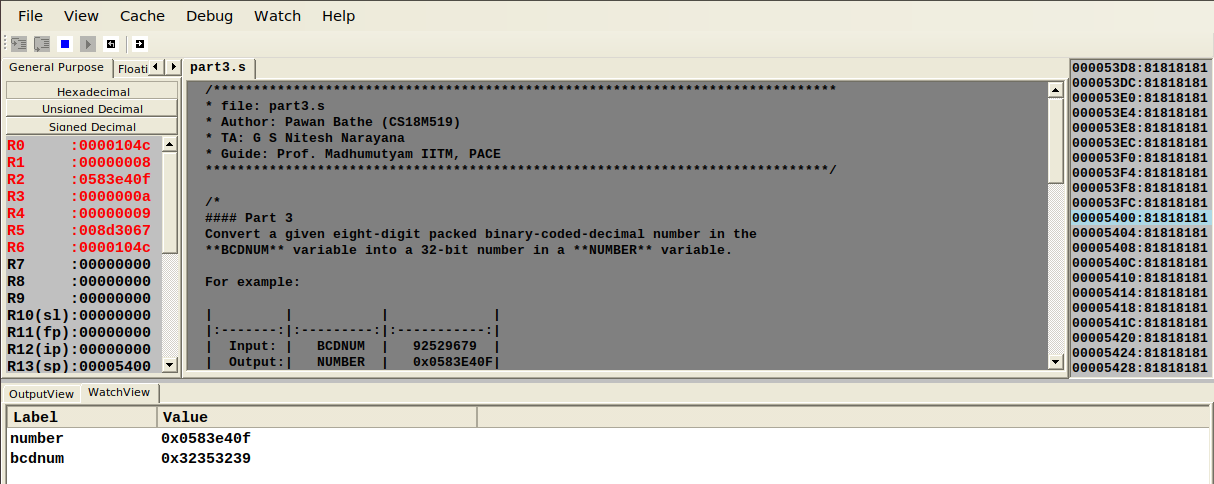 File View Cache Debug Watch Help
General Purpose Floati
Hexadecimal
Unsigned Decimal
Signed Decimal
R0 :0000104c
R1 :00000008
R2 :0583e40f
R3 :0000000a
R4 :00000009
R5 :008d3067
R6 :0000104c
R7 :00000000
R8 :00000000
R9 :00000000
R10(sl):00000000
R11(fp):00000000
R12(ip):00000000
R13(sp):00005400
part3.s
/******************************************************************************
* file: part3.s
* Author: Pawan Bathe (CS18M519)
* TA: G S Nitesh Narayana
* Guide: Prof. Madhumutyam IITM, PACE
******************************************************************************/
/*
#### Part 3
Convert a given eight-digit packed binary-coded-decimal number in the
**BCDNUM** variable into a 32-bit number in a **NUMBER** variable.
For example:
| | | |
|:-------:|:---------:|:-----------:|
| Input: | BCDNUM | 92529679 |
| Output:| NUMBER | 0x0583E40F|
000053D8:81818181
000053DC:81818181
000053E0:81818181
000053E4:81818181
000053E8:81818181
000053EC:81818181
000053F0:81818181
000053F4:81818181
000053F8:81818181
000053FC:81818181
00005400:81818181
00005404:81818181
00005408:81818181
0000540C:81818181
00005410:81818181
00005414:81818181
00005418:81818181
0000541C:81818181
00005420:81818181
00005424:81818181
00005428:81818181
OutputView WatchView
Label Value
number 0x0583e40f
bcdnum 0x32353239